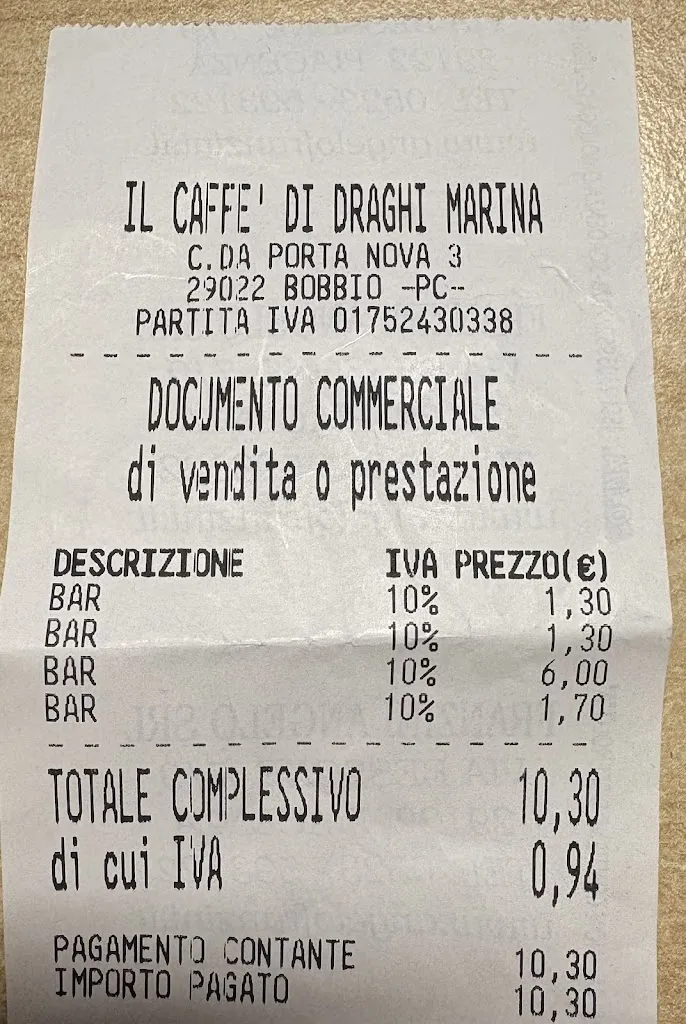 IL CAFFE' DI DRAGHI MARINA
C.DA PORTA NOVA 3
29022 BOBBIO -PC-
PARTITA IVA 01752430338
DOCUMENTO COMMERCIALE
di vendita o prestazione
DESCRIZIONE IVA PREZZO(€)
BAR 10% 1,30
BAR 10% 1,30
BAR 10% 6,00
BAR 10% 1,70
TOTALE COMPLESSIVO 10,30
di cui IVA 0,94
PAGAMENTO CONTANTE 10,30
IMPORTO PAGATO 10,30